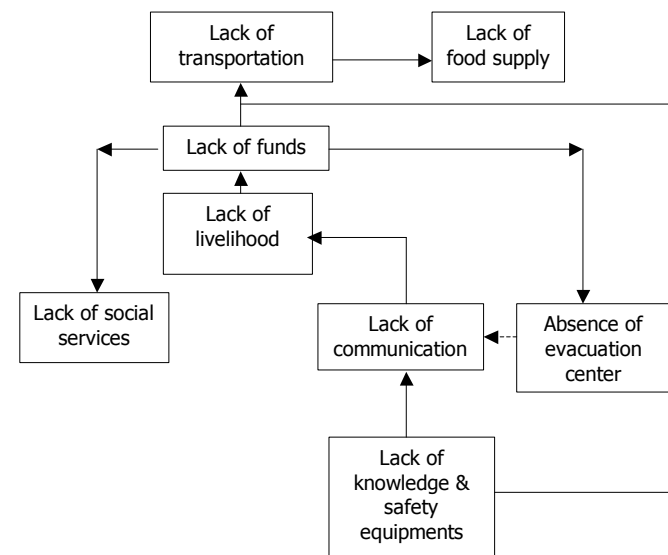 Lack of
transportation
Lack of
food supply
Lack of funds
Lack of
livelihood
Lack of social
services
Lack of
communication
Absence of
evacuation
center
Lack of
knowledge &
safety
equipments